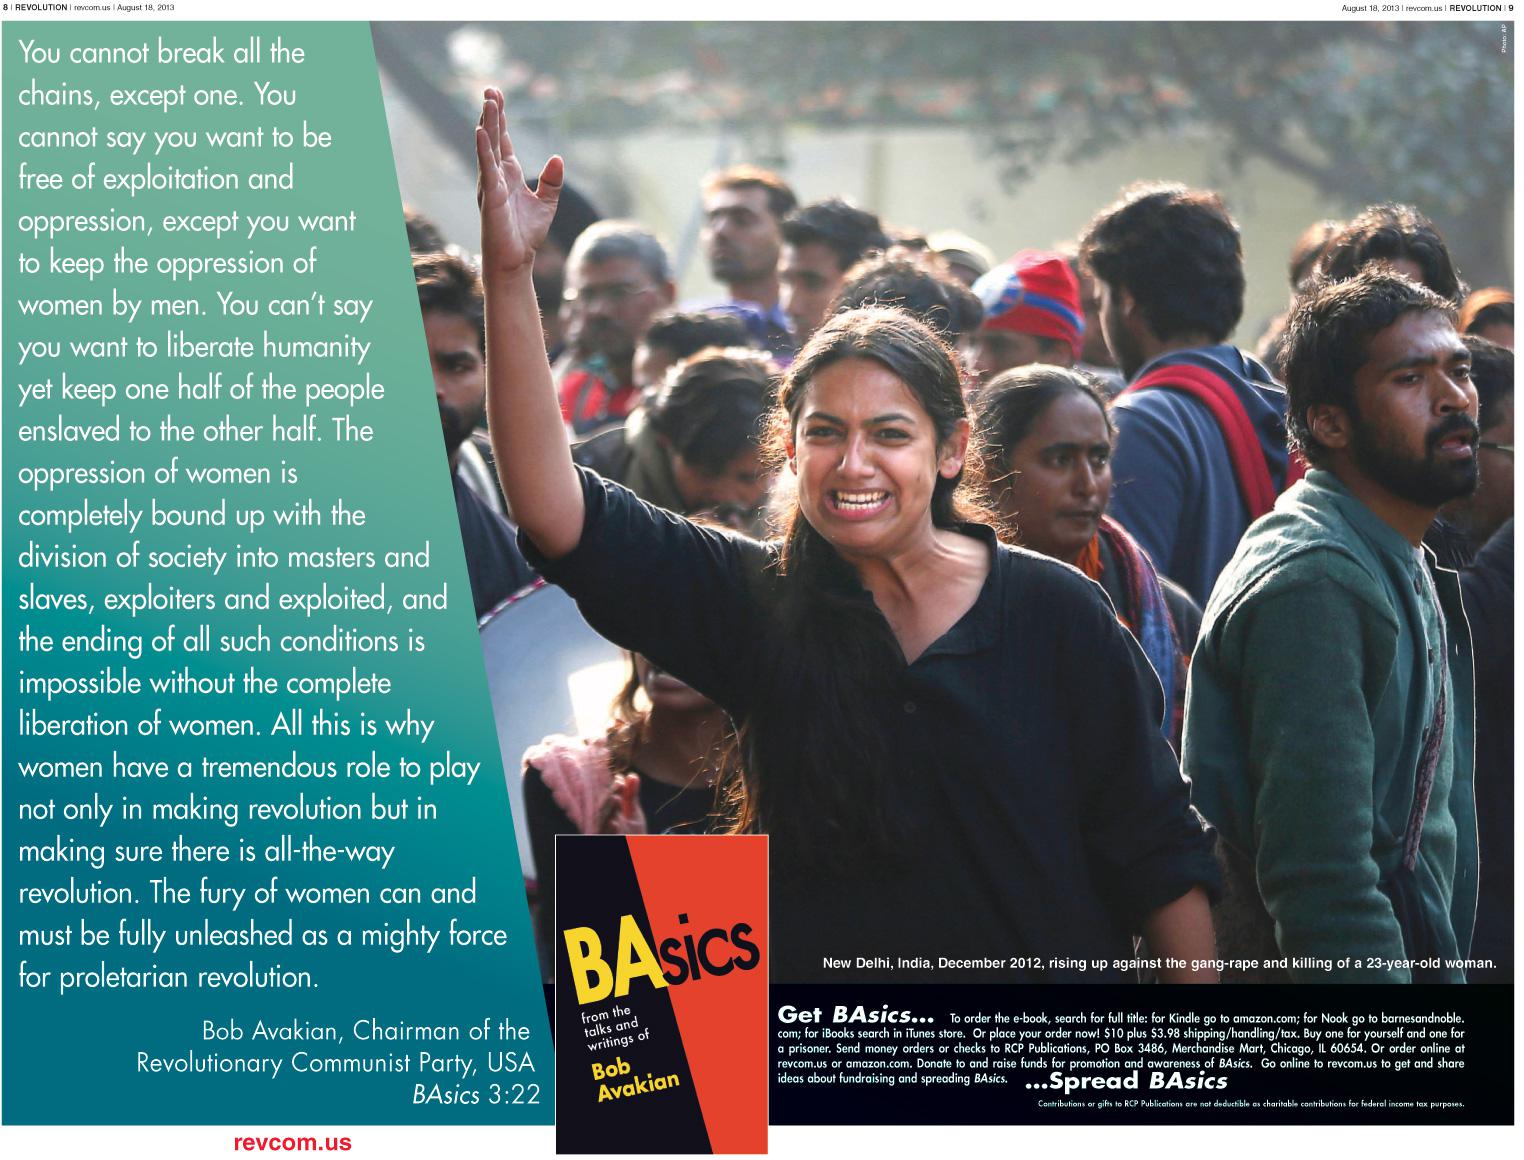 8 | REVOLUTION | revcom.us | August 18, 2013
August 18, 2013 | revcom.us | REVOLUTION | 9
Photo: AP
You cannot break all the
chains, except one. You
cannot say you want to be
free of exploitation and
oppression, except you want
to keep the oppression of
women by men. You can't say
you want to liberate humanity
yet keep one half of the people
enslaved to the other half. The
oppression of women is
completely bound up with the
division of society into masters and
slaves, exploiters and exploited, and
the ending of all such conditions is
impossible without the complete
liberation of women. All this is why
women have a tremendous role to play
not only in making revolution but in
making sure there is all-the-way
revolution. The fury of women can and
must be fully unleashed as a mighty force
for proletarian revolution.
Bob Avakian, Chairman of the
Revolutionary Communist Party, USA
BAsics 3:22
revcom.us
BAsics
from the
talks and
writings of
Bob
Avakian
New Delhi, India, December 2012, rising up against the gang-rape and killing of a 23-year-old woman.
Get BAsics... To order the e-book, search for full title: for Kindle go to amazon.com; for Nook go to barnesandnoble.
com; for iBooks search in iTunes store. Or place your order now! $10 plus $3.98 shipping/handling/tax. Buy one for yourself and one for
a prisoner. Send money orders or checks to RCP Publications, PO Box 3486, Merchandise Mart, Chicago, IL 60654. Or order online at
revcom.us or amazon.com. Donate to and raise funds for promotion and awareness of BAsics. Go online to revcom.us to get and share
ideas about fundraising and spreading BAsics. ...Spread BAsics
Contributions or gifts to RCP Publications are not deductible as charitable contributions for federal income tax purposes.